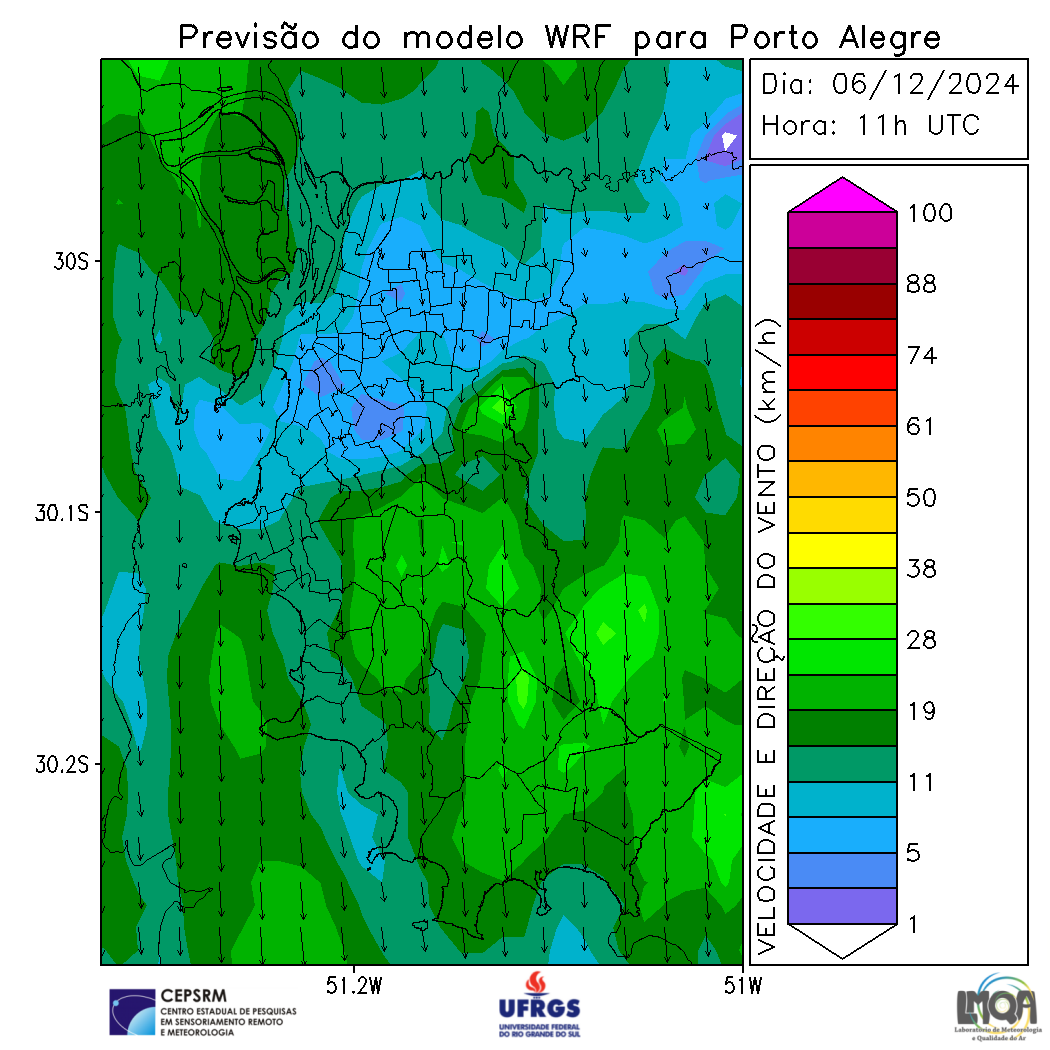 Previsão do modelo WRF para Porto Alegre
Dia: 06/12/2024
Hora: 11h UTC
30S
30.1S
30.2S
51.2W
51W
VELOCIDADE E DIREÇÃO DO VENTO (km/h)
100
88
74
61
50
38
28
19
11
5
1
CEPSRM
CENTRO ESTADUAL DE PESQUISAS
EM SENSORIAMENTO REMOTO
E METEOROLOGIA
UFRGS
UNIVERSIDADE FEDERAL
DO RIO GRANDE DO SUL
LMQA
Laboratório de Meteorologia
e Qualidade do Ar